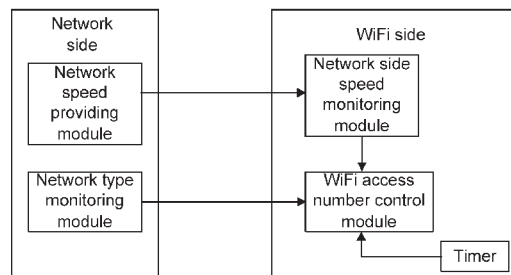 Network
side
Network
speed
providing
module
Network type
monitoring
module
WiFi side
Network side
speed
monitoring
module
WiFi access
number control
module
Timer